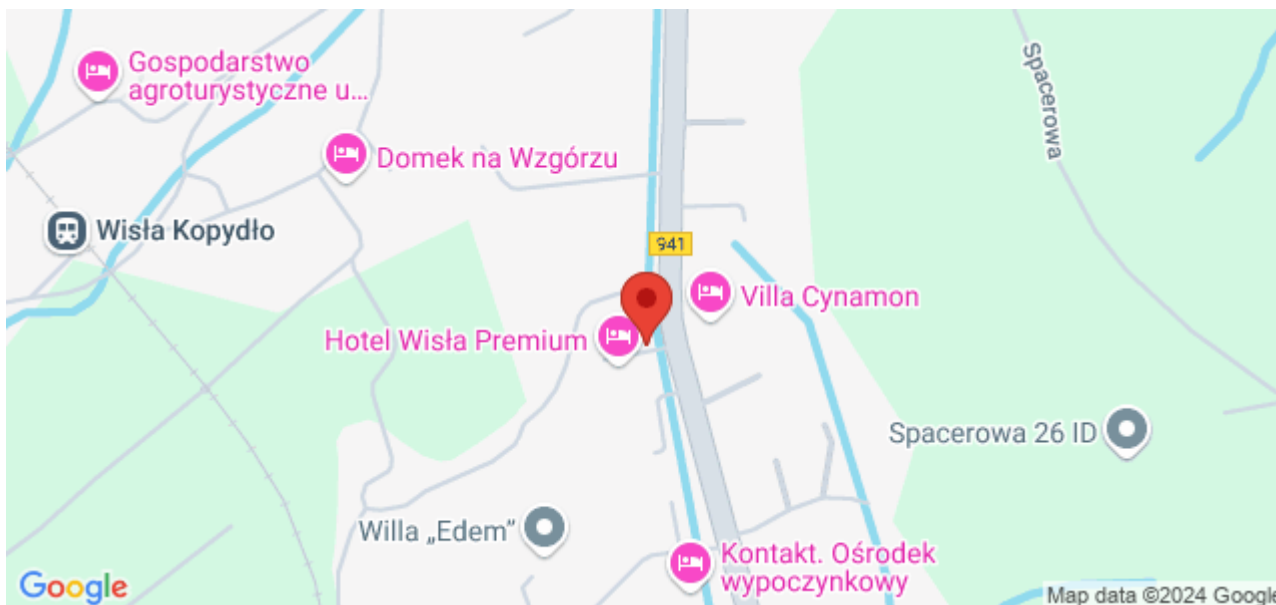 Gospodarstwo
agroturystyczne u...
Spacerowa
Domek na Wzgórzu
Wisła Kopydło
941
Villa Cynamon
Hotel Wisła Premium
Spacerowa 26 ID
Willa „Edem”
Kontakt. Ośrodek
wypoczynkowy
Google
Map data ©2024 Google